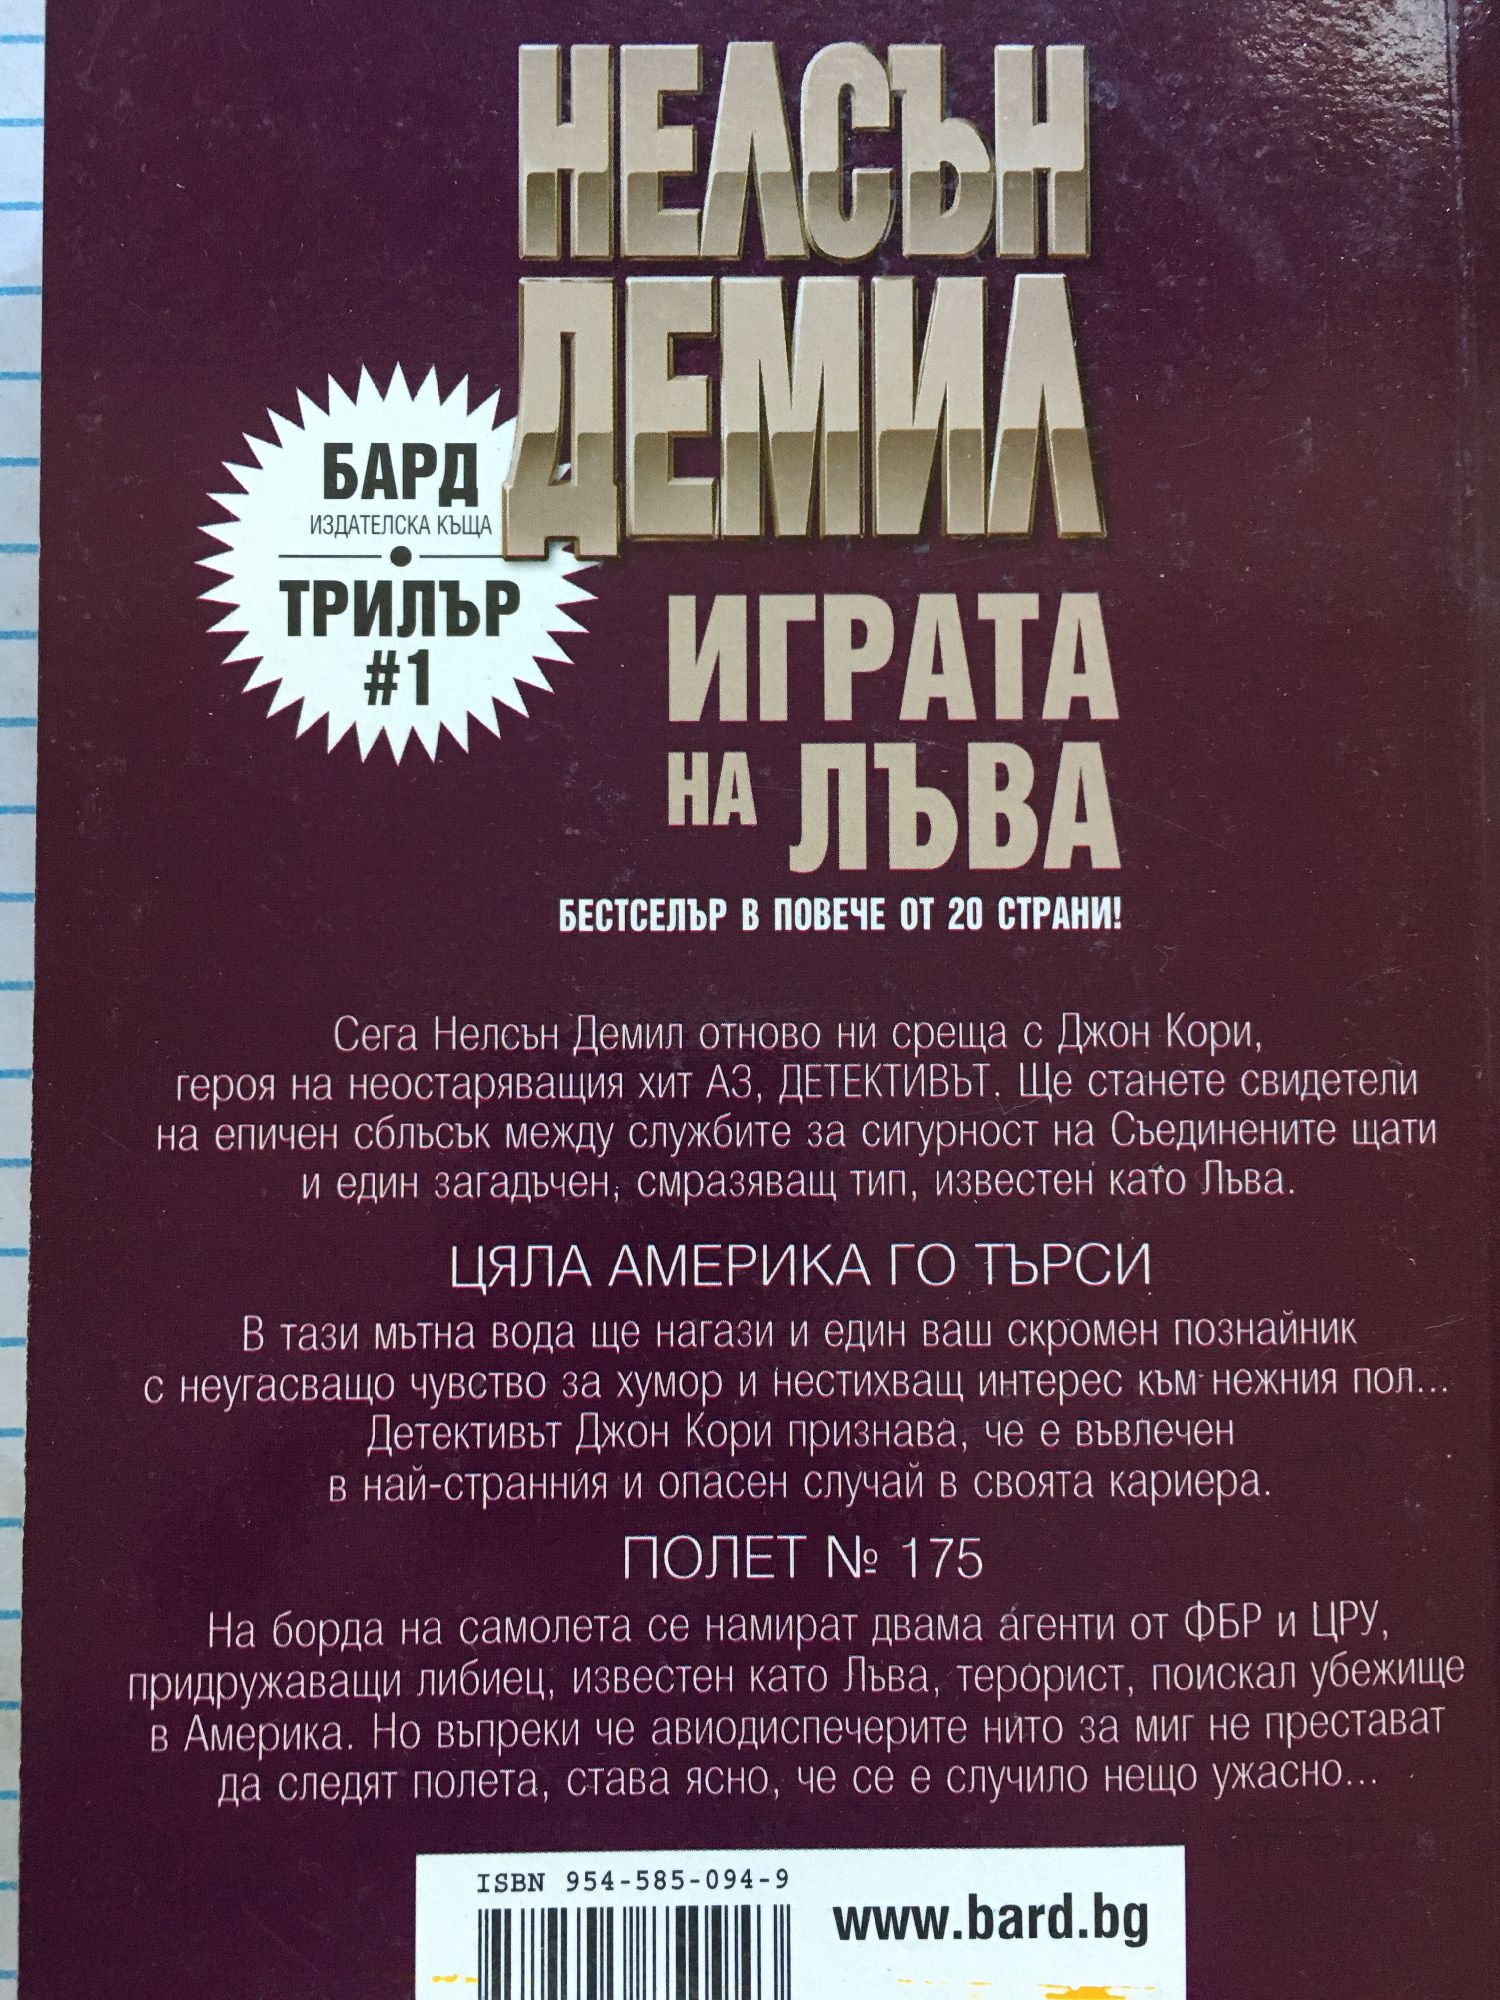 НЕЛСЪН
ДЕМИЛ
БАРД
ИЗДАТЕЛСКА КЪЩА
ТРИЛЪР
#1
ИГРАТА
НА ЛЪВА
БЕСТСЕЛЪР В ПОВЕЧЕ ОТ 20 СТРАНИ!
Сега Нелсън Демил отново ни среща с Джон Кори,
героя на неостаряващия хит АЗ, ДЕТЕКТИВЪТ. Ще станете свидетели
на епичен сблъсък между службите за сигурност на Съединените щати
и един загадъчен, смразяващ тип, известен като Лъва.
ЦЯЛА АМЕРИКА ГО ТЪРСИ
В тази мътна вода ще нагази и един ваш скромен познайник
с неугасващо чувство за хумор и нестихващ интерес към нежния пол...
Детективът Джон Кори признава, че е въвлечен
в най-странния и опасен случай в своята кариера.
ПОЛЕТ № 175
На борда на самолета се намират двама агенти от ФБР и ЦРУ,
придружаващи либиец, известен като Лъва, терорист, поискал убежище
в Америка. Но въпреки че авиодиспечерите нито за миг не престават
да следят полета, става ясно, че се е случило нещо ужасно...
ISBN 954-585-094-9
www.bard.bg